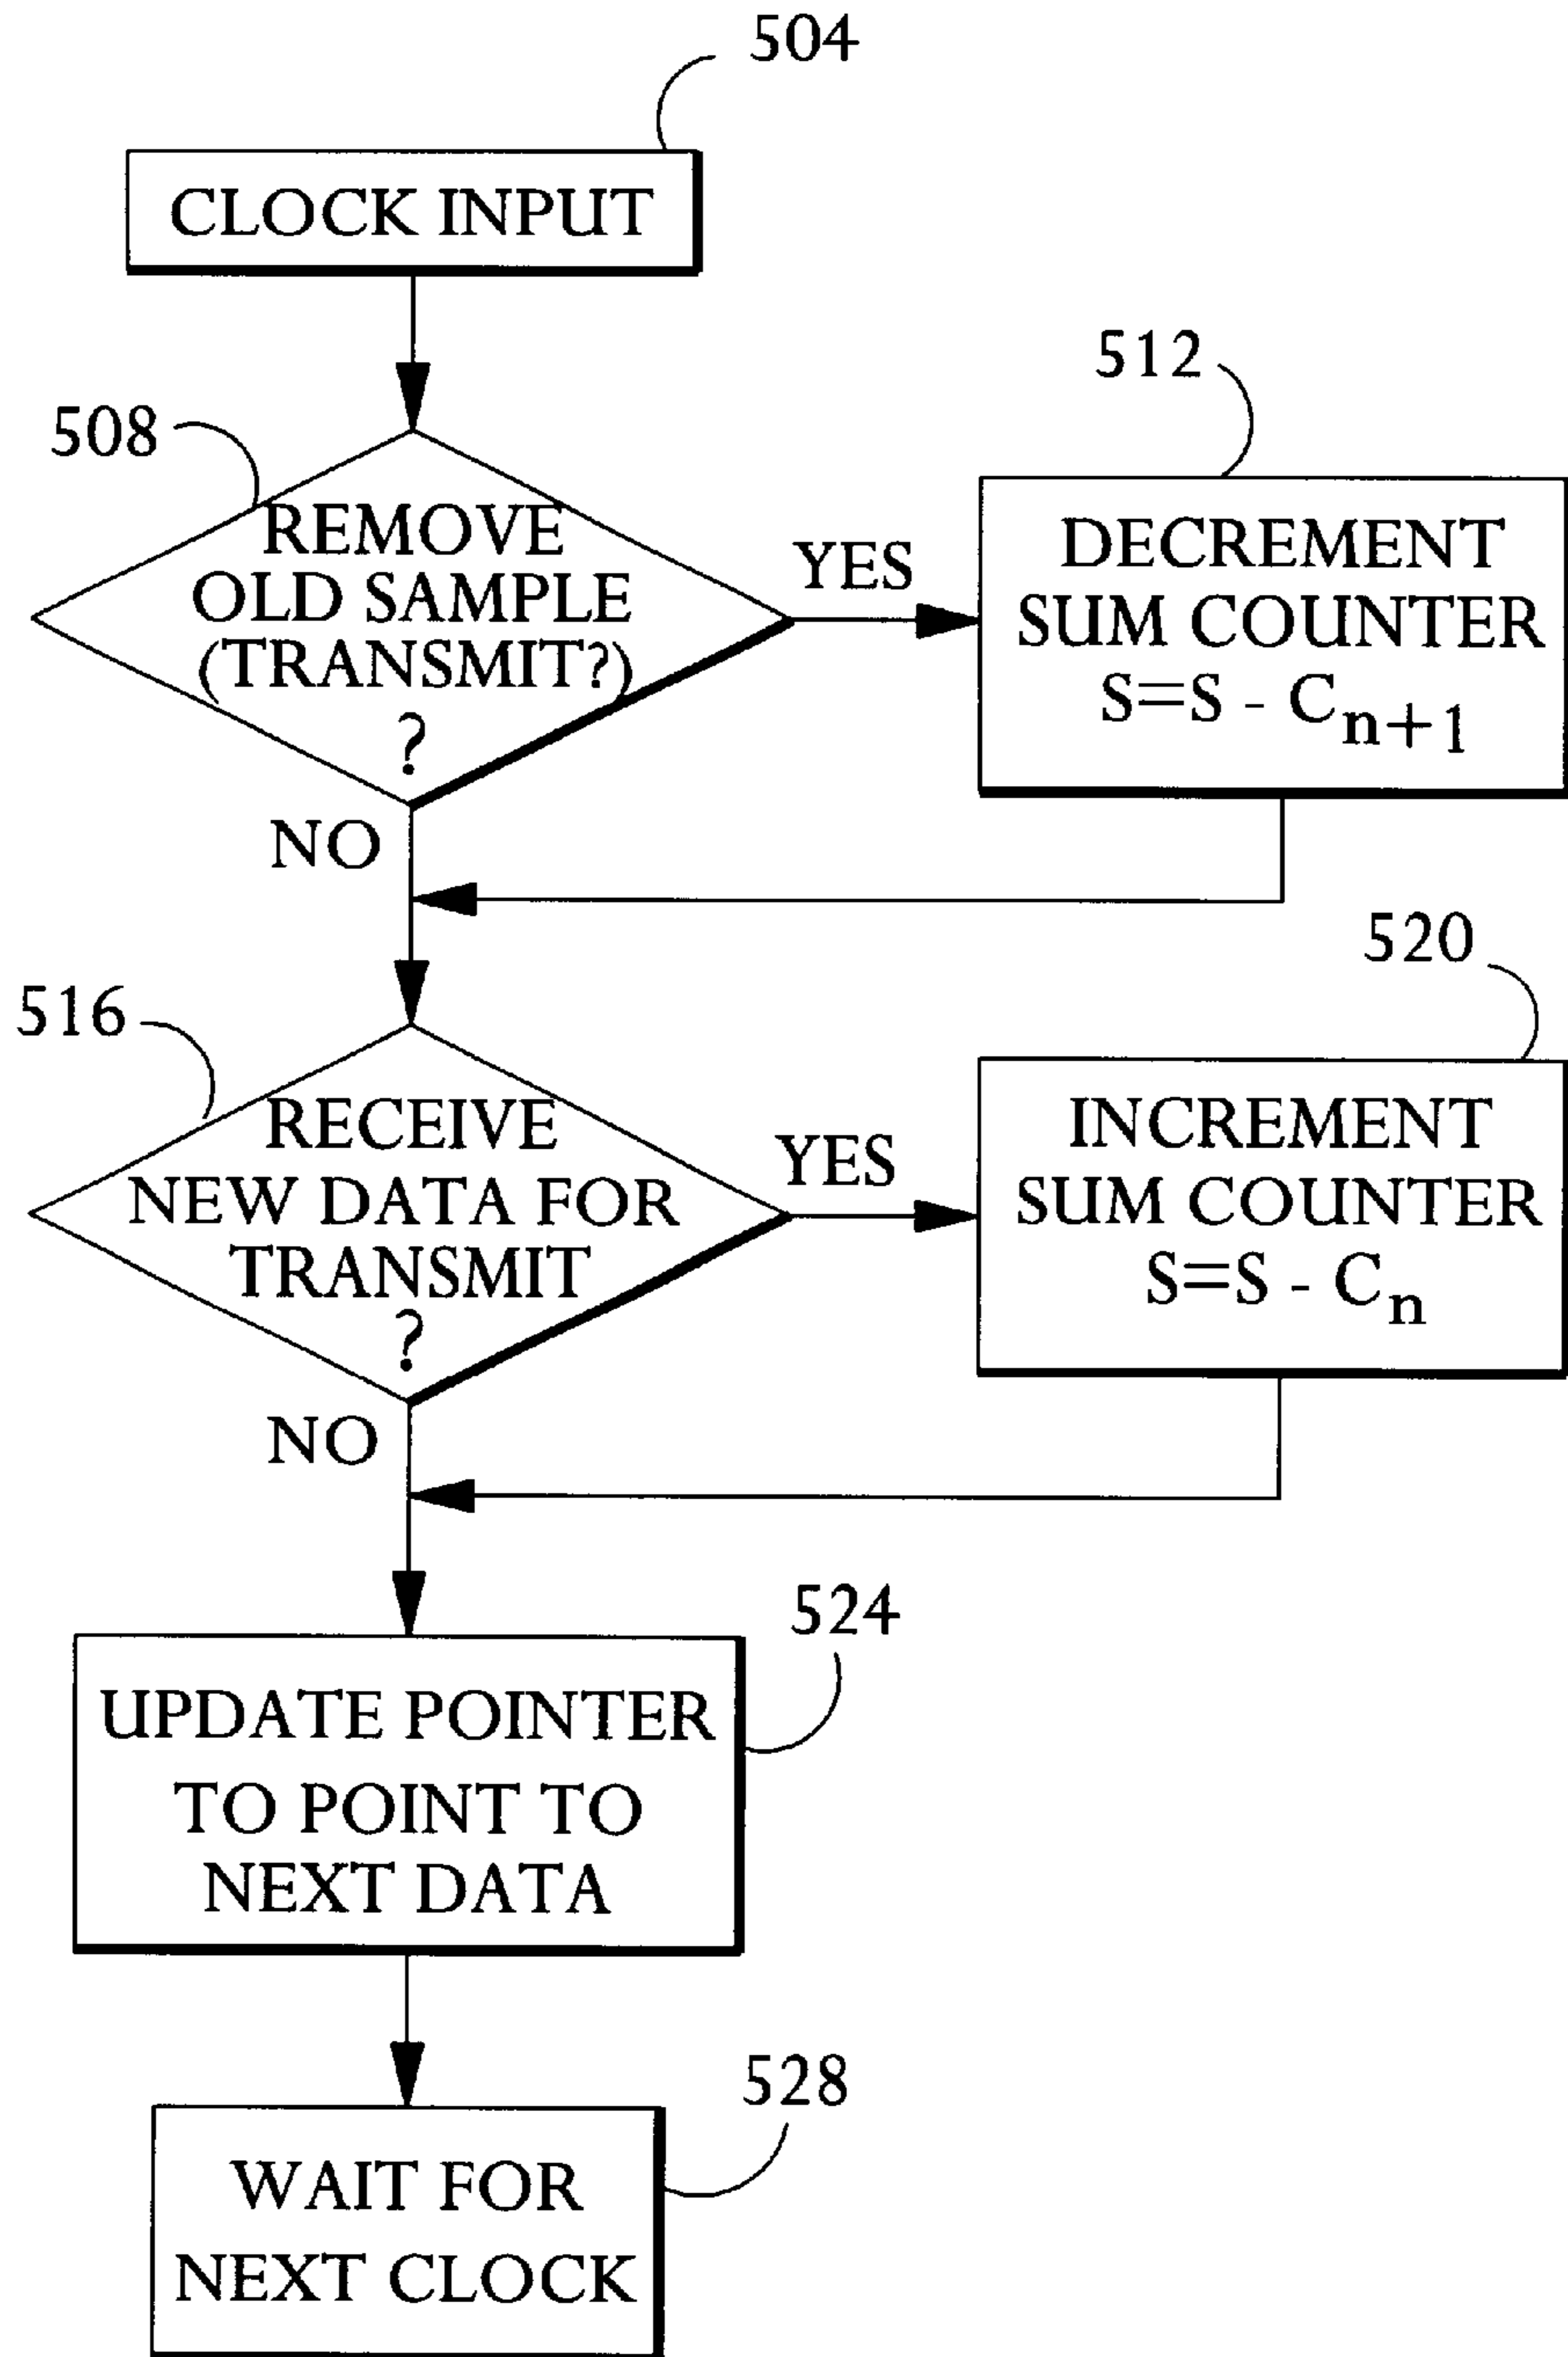 504
CLOCK INPUT
508
REMOVE
OLD SAMPLE
(TRANSMIT?)
?
YES
NO
512
DECREMENT
SUM COUNTER
S=S - C_{n+1}
516
RECEIVE
NEW DATA FOR
TRANSMIT
?
YES
NO
520
INCREMENT
SUM COUNTER
S=S - C_n
524
UPDATE POINTER
TO POINT TO
NEXT DATA
528
WAIT FOR
NEXT CLOCK